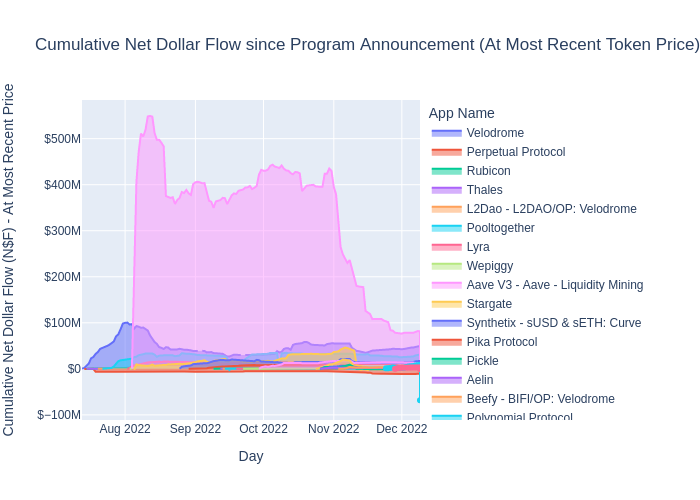 Cumulative Net Dollar Flow since Program Announcement (At Most Recent Token Price)
Cumulative Net Dollar Flow (N$F) - At Most Recent Price
$500M
$400M
$300M
$200M
$100M
$0
$−100M
Aug 2022
Sep 2022
Oct 2022
Nov 2022
Dec 2022
Day
App Name
Velodrome
Perpetual Protocol
Rubicon
Thales
L2Dao - L2DAO/OP: Velodrome
Pooltogether
Lyra
Wepiggy
Aave V3 - Aave - Liquidity Mining
Stargate
Synthetix - sUSD & sETH: Curve
Pika Protocol
Pickle
Aelin
Beefy - BIFI/OP: Velodrome
Polynomial Protocol